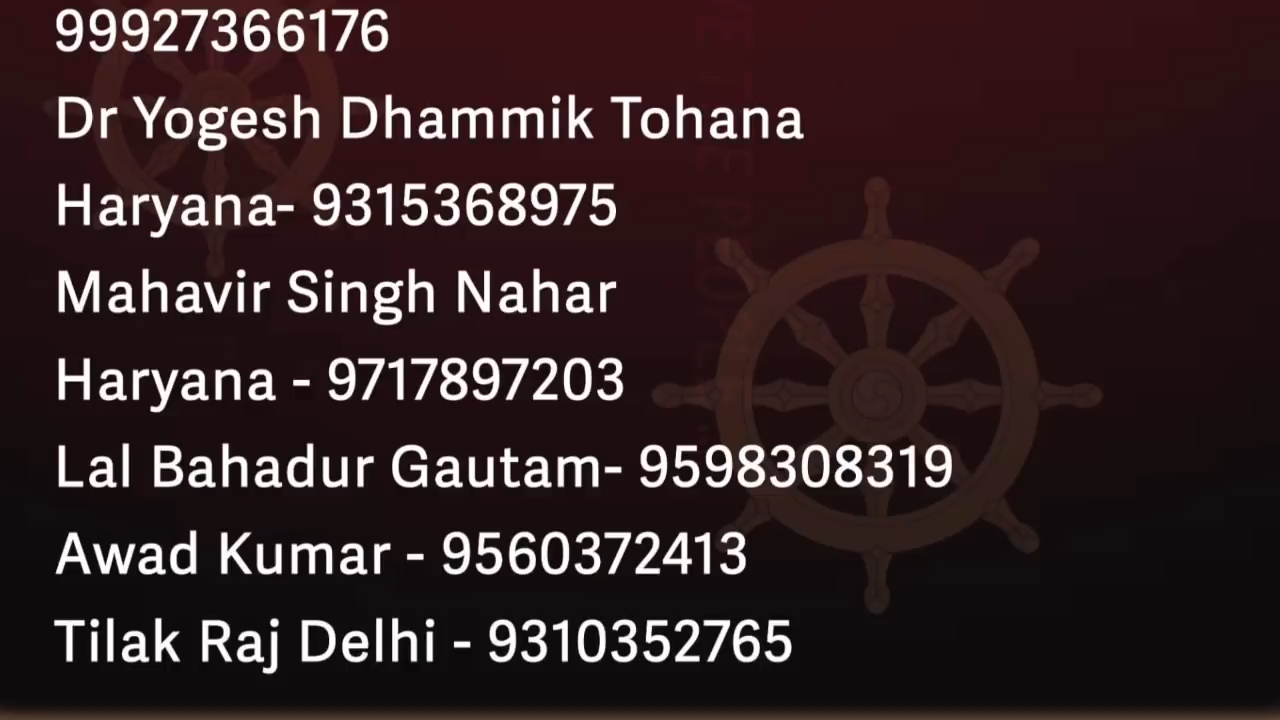 99927366176
Dr Yogesh Dhammik Tohana
Haryana- 9315368975
Mahavir Singh Nahar
Haryana - 9717897203
Lal Bahadur Gautam- 9598308319
Awad Kumar - 9560372413
Tilak Raj Delhi - 9310352765